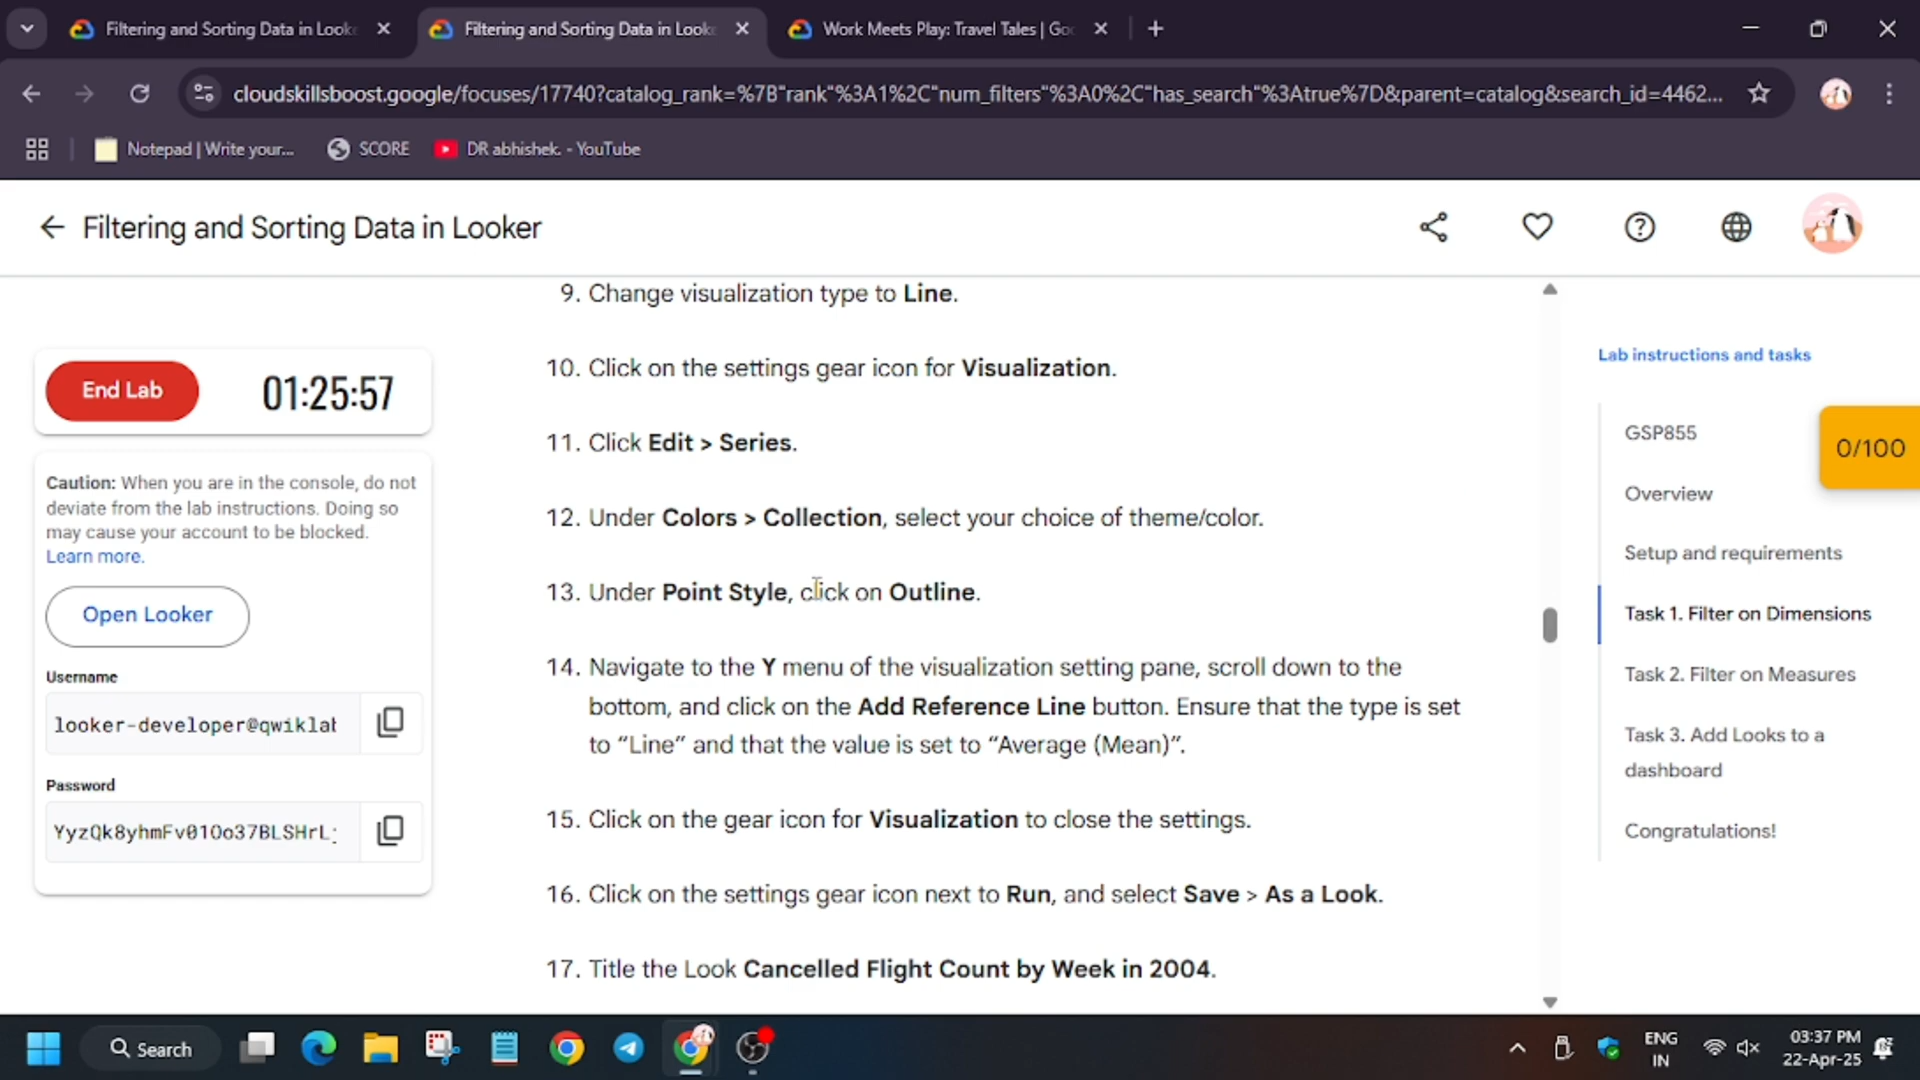 Filtering and Sorting Data in Look
Filtering and Sorting Data in Look
Work Meets Play: Travel Tales | Goo
cloudskillsboost.google/focuses/17740?catalog_rank=%7B"rank"%3A1%2C"num_filters"%3A0%2C"has_search"%3Atrue%7D&parent=catalog&search_id=4462...
Notepad | Write your...
SCORE
DR abhishek. - YouTube
Filtering and Sorting Data in Looker
9. Change visualization type to Line.
10. Click on the settings gear icon for Visualization.
11. Click Edit > Series.
12. Under Colors > Collection, select your choice of theme/color.
13. Under Point Style, click on Outline.
14. Navigate to the Y menu of the visualization setting pane, scroll down to the
bottom, and click on the Add Reference Line button. Ensure that the type is set
to “Line” and that the value is set to “Average (Mean)”.
15. Click on the gear icon for Visualization to close the settings.
16. Click on the settings gear icon next to Run, and select Save > As a Look.
17. Title the Look Cancelled Flight Count by Week in 2004.
End Lab
01:25:57
Caution: When you are in the console, do not
deviate from the lab instructions. Doing so
may cause your account to be blocked.
Learn more.
Open Looker
Username
looker-developer@qwiklab
Password
YyzQk8yhmFv01Oo37BLSHrL;
Lab instructions and tasks
GSP855
0/100
Overview
Setup and requirements
Task 1. Filter on Dimensions
Task 2. Filter on Measures
Task 3. Add Looks to a
dashboard
Congratulations!
Search
ENG
IN
03:37 PM
22-Apr-25